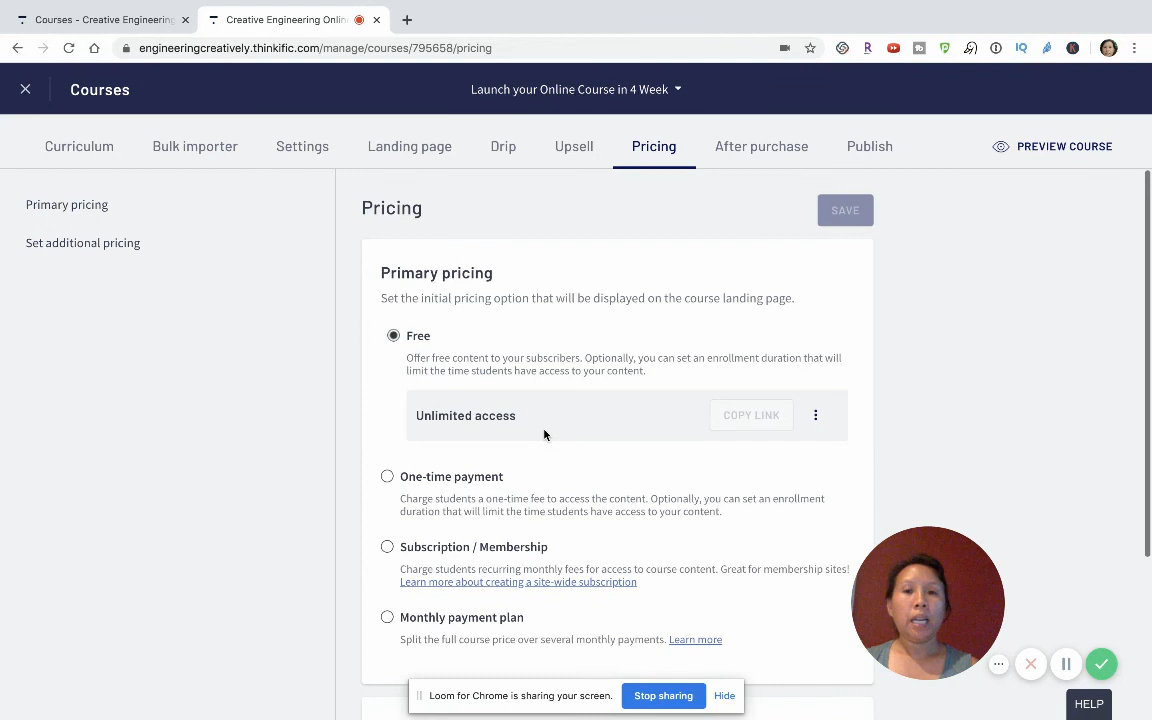 Courses - Creative Engineering
Creative Engineering Onlin
engineeringcreatively.thinkific.com/manage/courses/795658/pricing
Courses
Launch your Online Course in 4 Week
Curriculum
Bulk importer
Settings
Landing page
Drip
Upsell
Pricing
After purchase
Publish
PREVIEW COURSE
Primary pricing
Set additional pricing
Pricing
SAVE
Primary pricing
Set the initial pricing option that will be displayed on the course landing page.
Free
Offer free content to your subscribers. Optionally, you can set an enrollment duration that will
limit the time students have access to your content.
Unlimited access
COPY LINK
One-time payment
Charge students a one-time fee to access the content. Optionally, you can set an enrollment
duration that will limit the time students have access to your content.
Subscription / Membership
Charge students recurring monthly fees for access to course content. Great for membership sites!
Learn more about creating a site-wide subscription
Monthly payment plan
Split the full course price over several monthly payments. Learn more
Loom for Chrome is sharing your screen.
Stop sharing
Hide
HELP